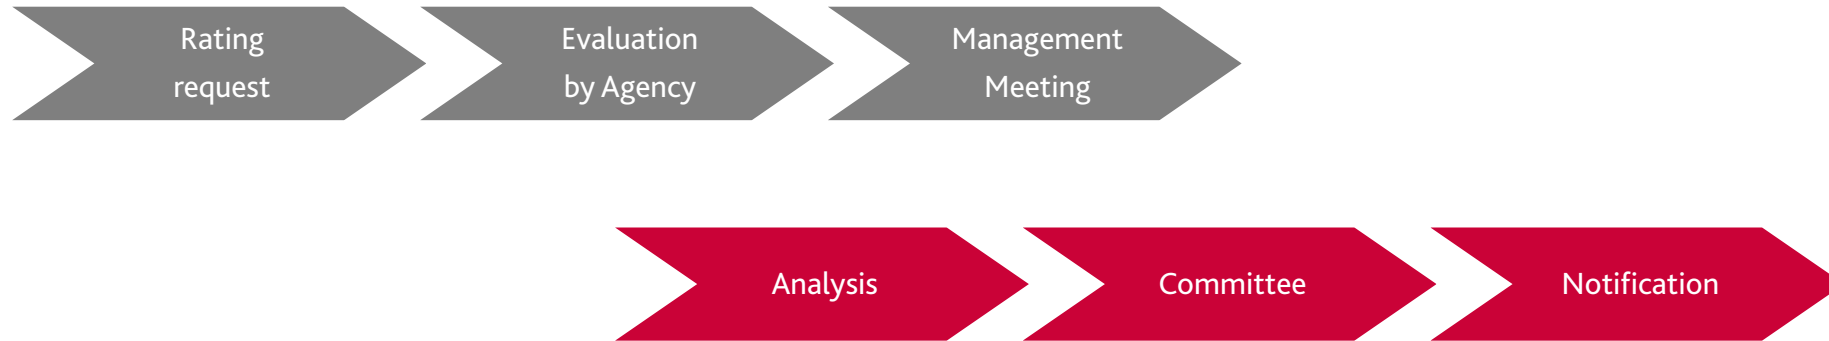 Rating
request
Evaluation
by Agency
Management
Meeting
Analysis
Committee
Notification